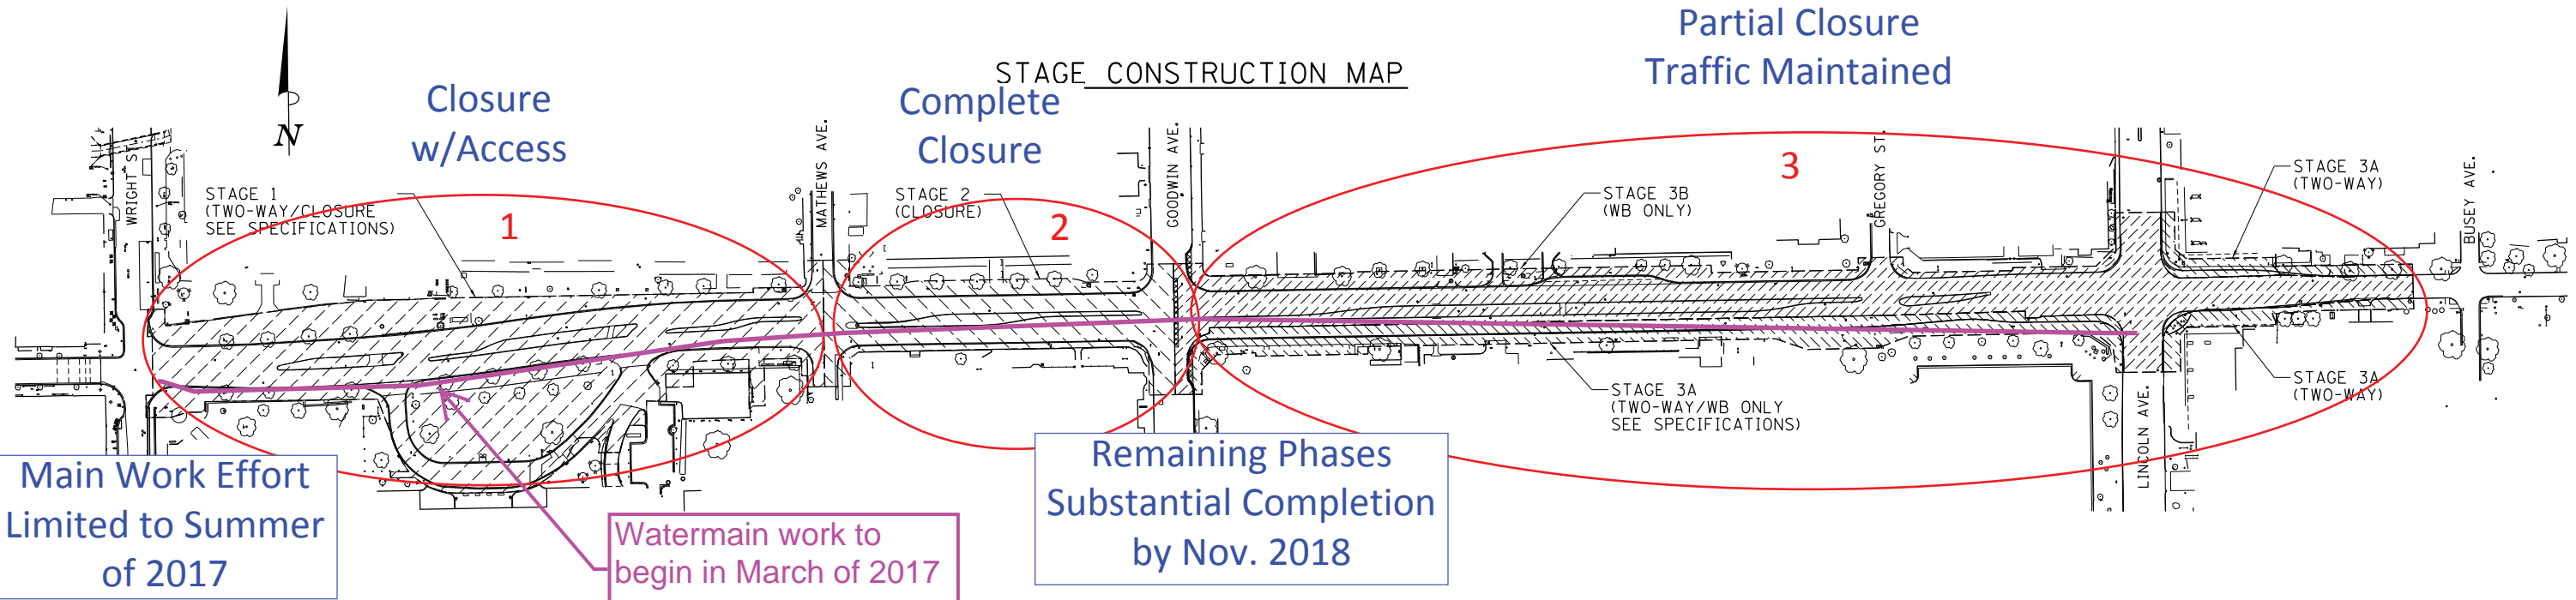 Partial Closure
Traffic Maintained
STAGE CONSTRUCTION MAP
Closure
w/Access
Complete
Closure
N
WRIGHT ST.
STAGE 1
(TWO-WAY/CLOSURE
SEE SPECIFICATIONS)
1
MATHEWS AVE.
STAGE 2
(CLOSURE)
2
GOODWIN AVE.
STAGE 3B
(WB ONLY)
3
GREGORY ST.
STAGE 3A
(TWO-WAY)
BUSEY AVE.
STAGE 3A
(TWO-WAY/WB ONLY
SEE SPECIFICATIONS)
LINCOLN AVE.
STAGE 3A
(TWO-WAY)
Main Work Effort
Limited to Summer
of 2017
Watermain work to
begin in March of 2017
Remaining Phases
Substantial Completion
by Nov. 2018